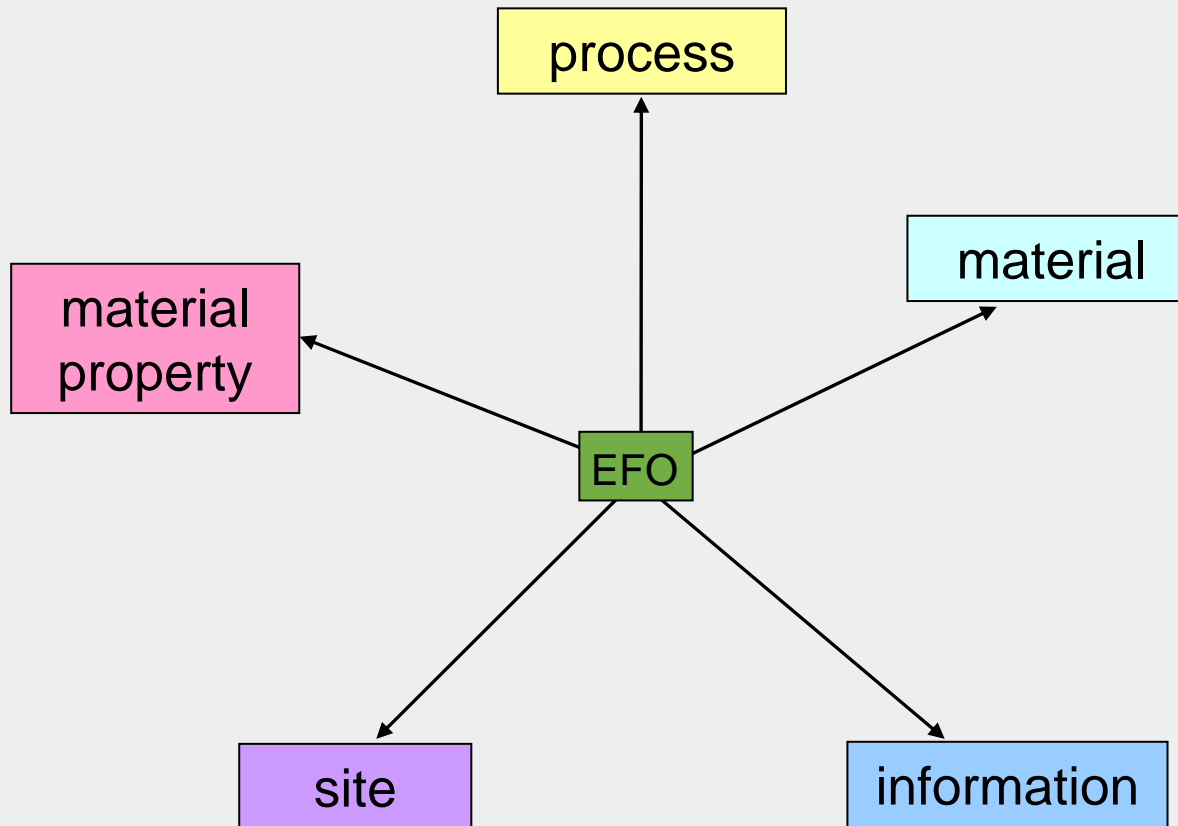 process
material
material
property
EFO
site
information